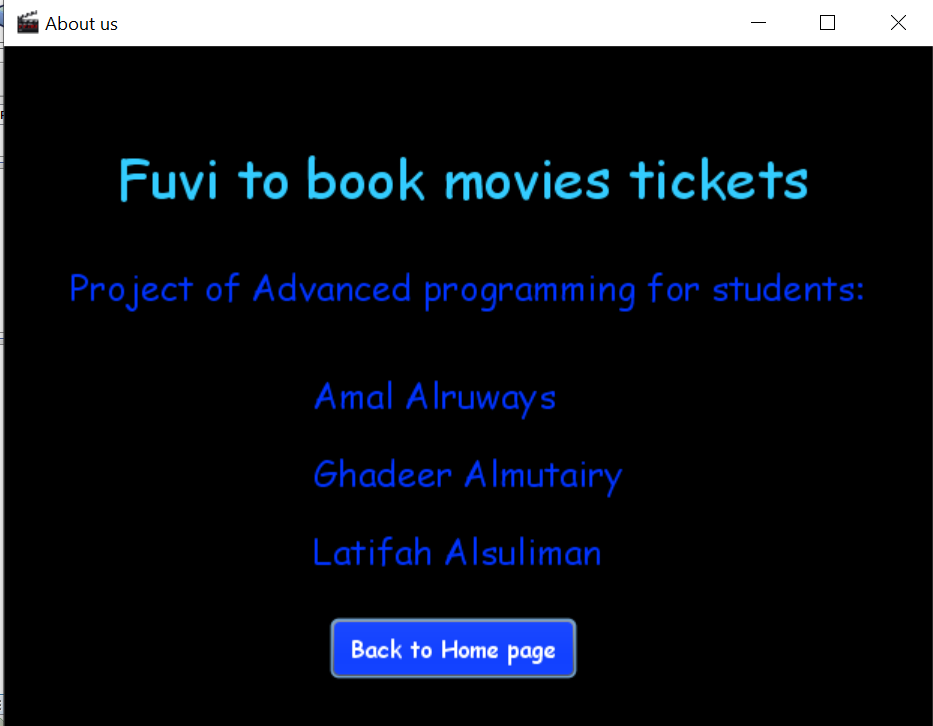 About us
Fuvi to book movies tickets
Project of Advanced programming for students:
Amal Alruways
Ghadeer Almutairy
Latifah Alsuliman
Back to Home page